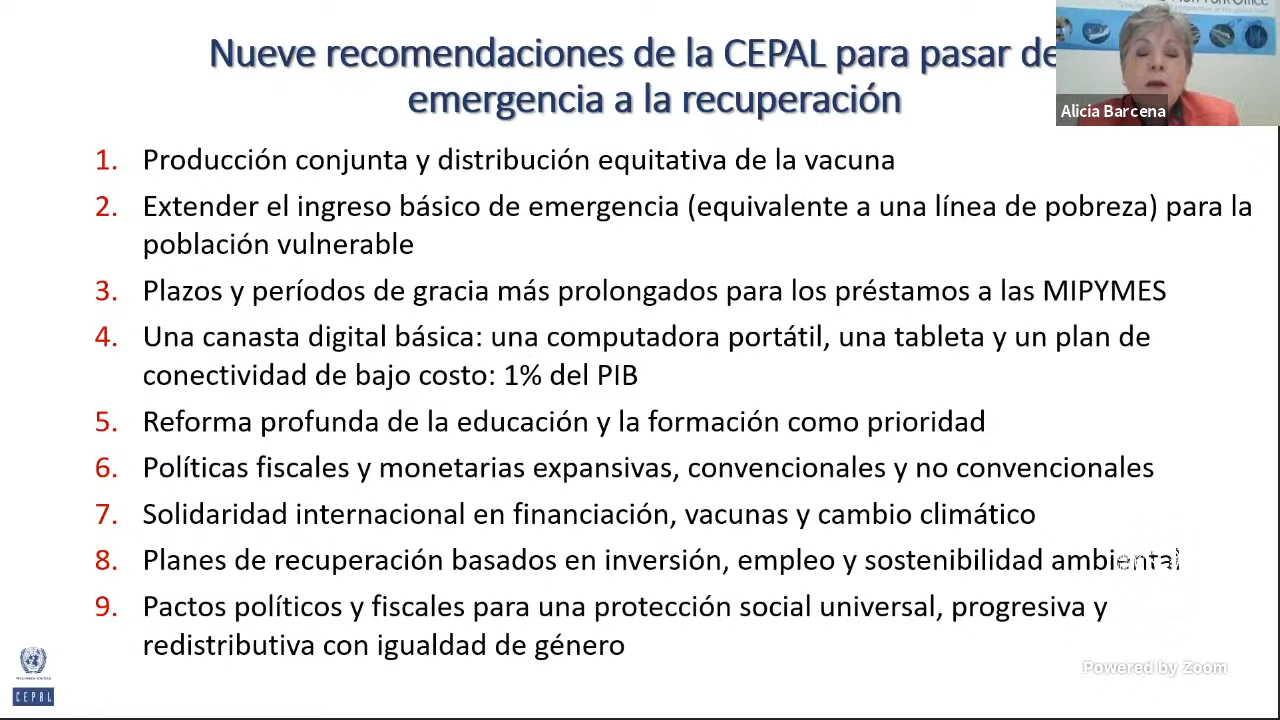 Nueve recomendaciones de la CEPAL para pasar de
emergencia a la recuperación
Alicia Barcena
1. Producción conjunta y distribución equitativa de la vacuna
2. Extender el ingreso básico de emergencia (equivalente a una línea de pobreza) para la
población vulnerable
3. Plazos y períodos de gracia más prolongados para los préstamos a las MIPYMES
4. Una canasta digital básica: una computadora portátil, una tableta y un plan de
conectividad de bajo costo: 1% del PIB
5. Reforma profunda de la educación y la formación como prioridad
6. Políticas fiscales y monetarias expansivas, convencionales y no convencionales
7. Solidaridad internacional en financiación, vacunas y cambio climático
8. Planes de recuperación basados en inversión, empleo y sostenibilidad ambiental
9. Pactos políticos y fiscales para una protección social universal, progresiva y
redistributiva con igualdad de género
NACIONES UNIDAS
CEPAL
Powered by Zoom